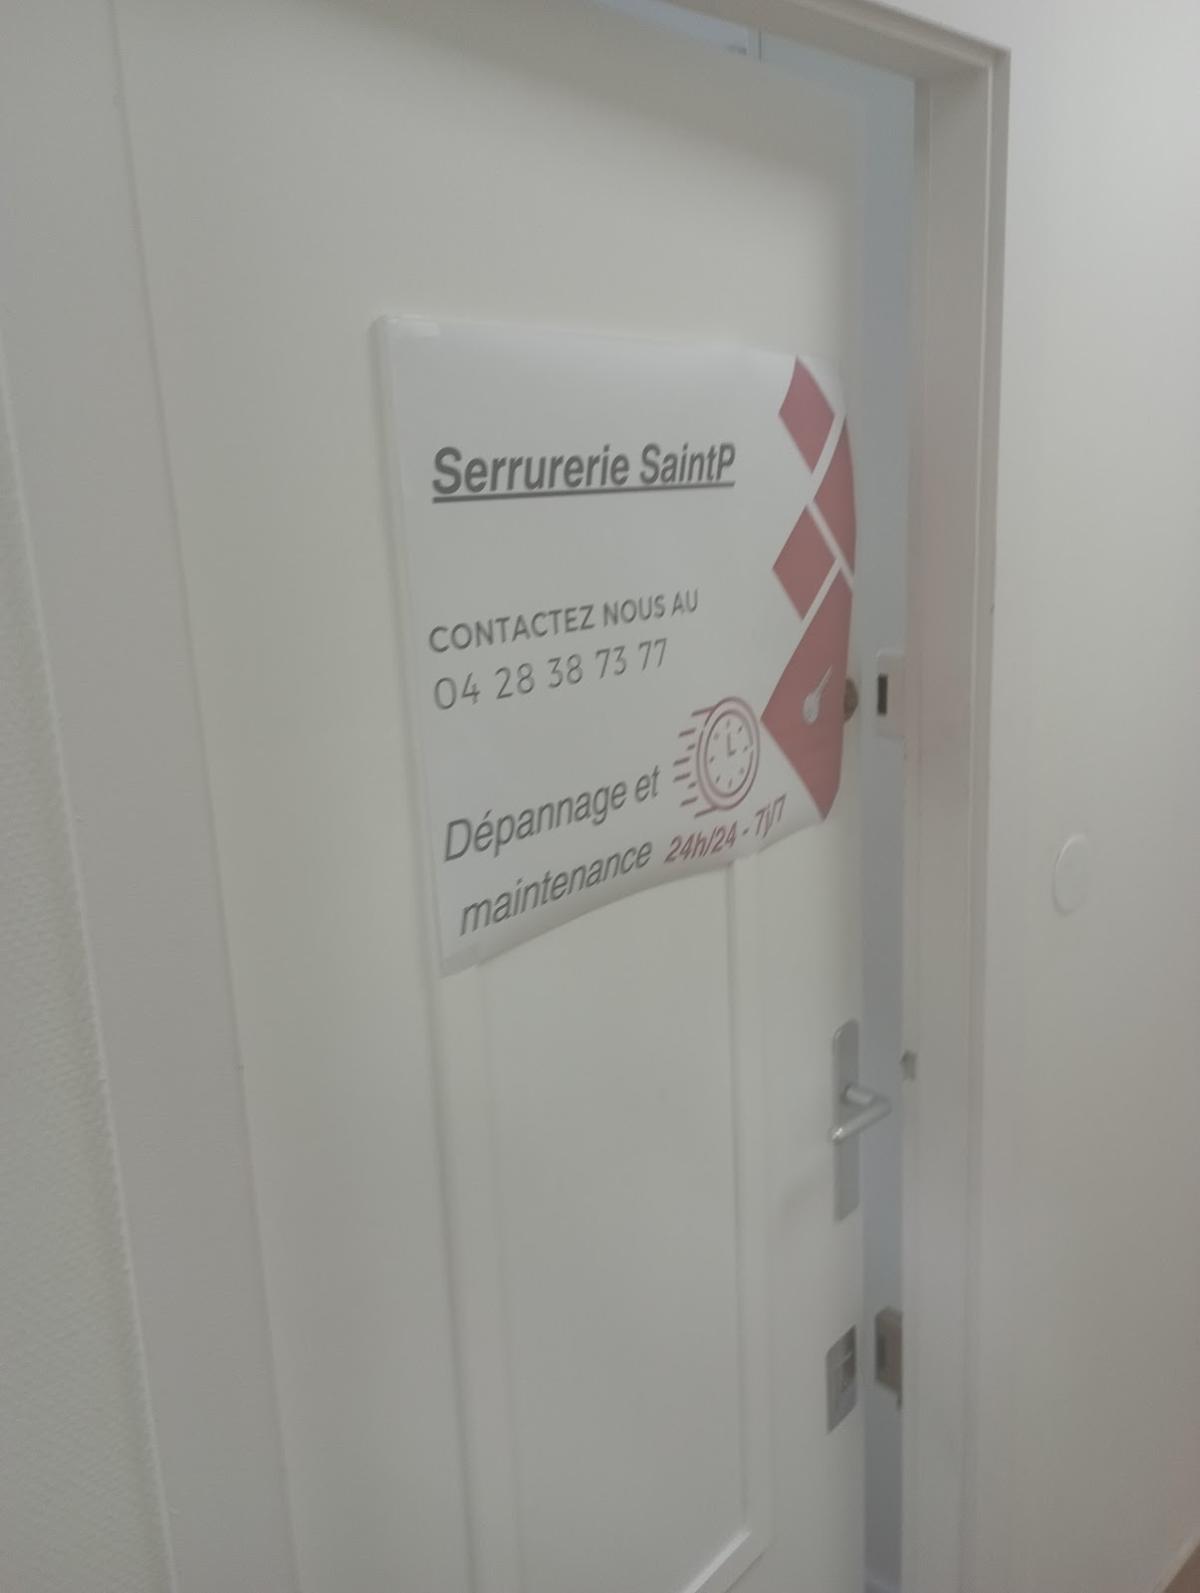 Serrurerie SaintP
CONTACTEZ NOUS AU
04 28 38 73 77
Dépannage et
maintenance 24h/24 - 7j/7